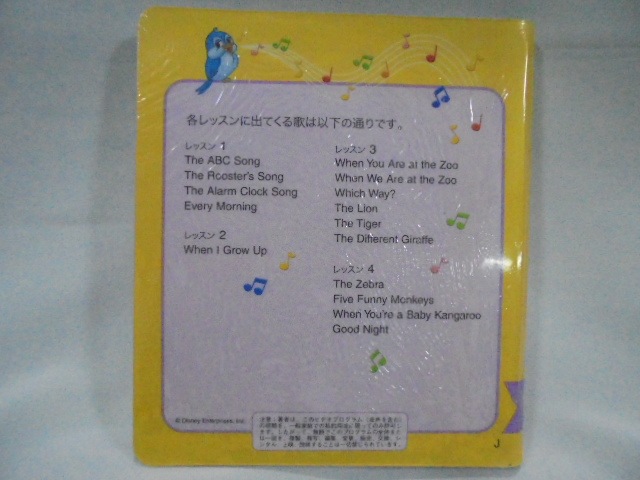 各レッスンに出てくる歌は以下の通りです。
レッスン 1
The ABC Song
The Rooster's Song
The Alarm Clock Song
Every Morning
レッスン 2
When I Grow Up
レッスン 3
When You Are at the Zoo
When We Are at the Zoo
Which Way?
The Lion
The Tiger
The Different Giraffe
レッスン 4
The Zebra
Five Funny Monkeys
When You're a Baby Kangaroo
Good Night
© Disney Enterprises, Inc.
J